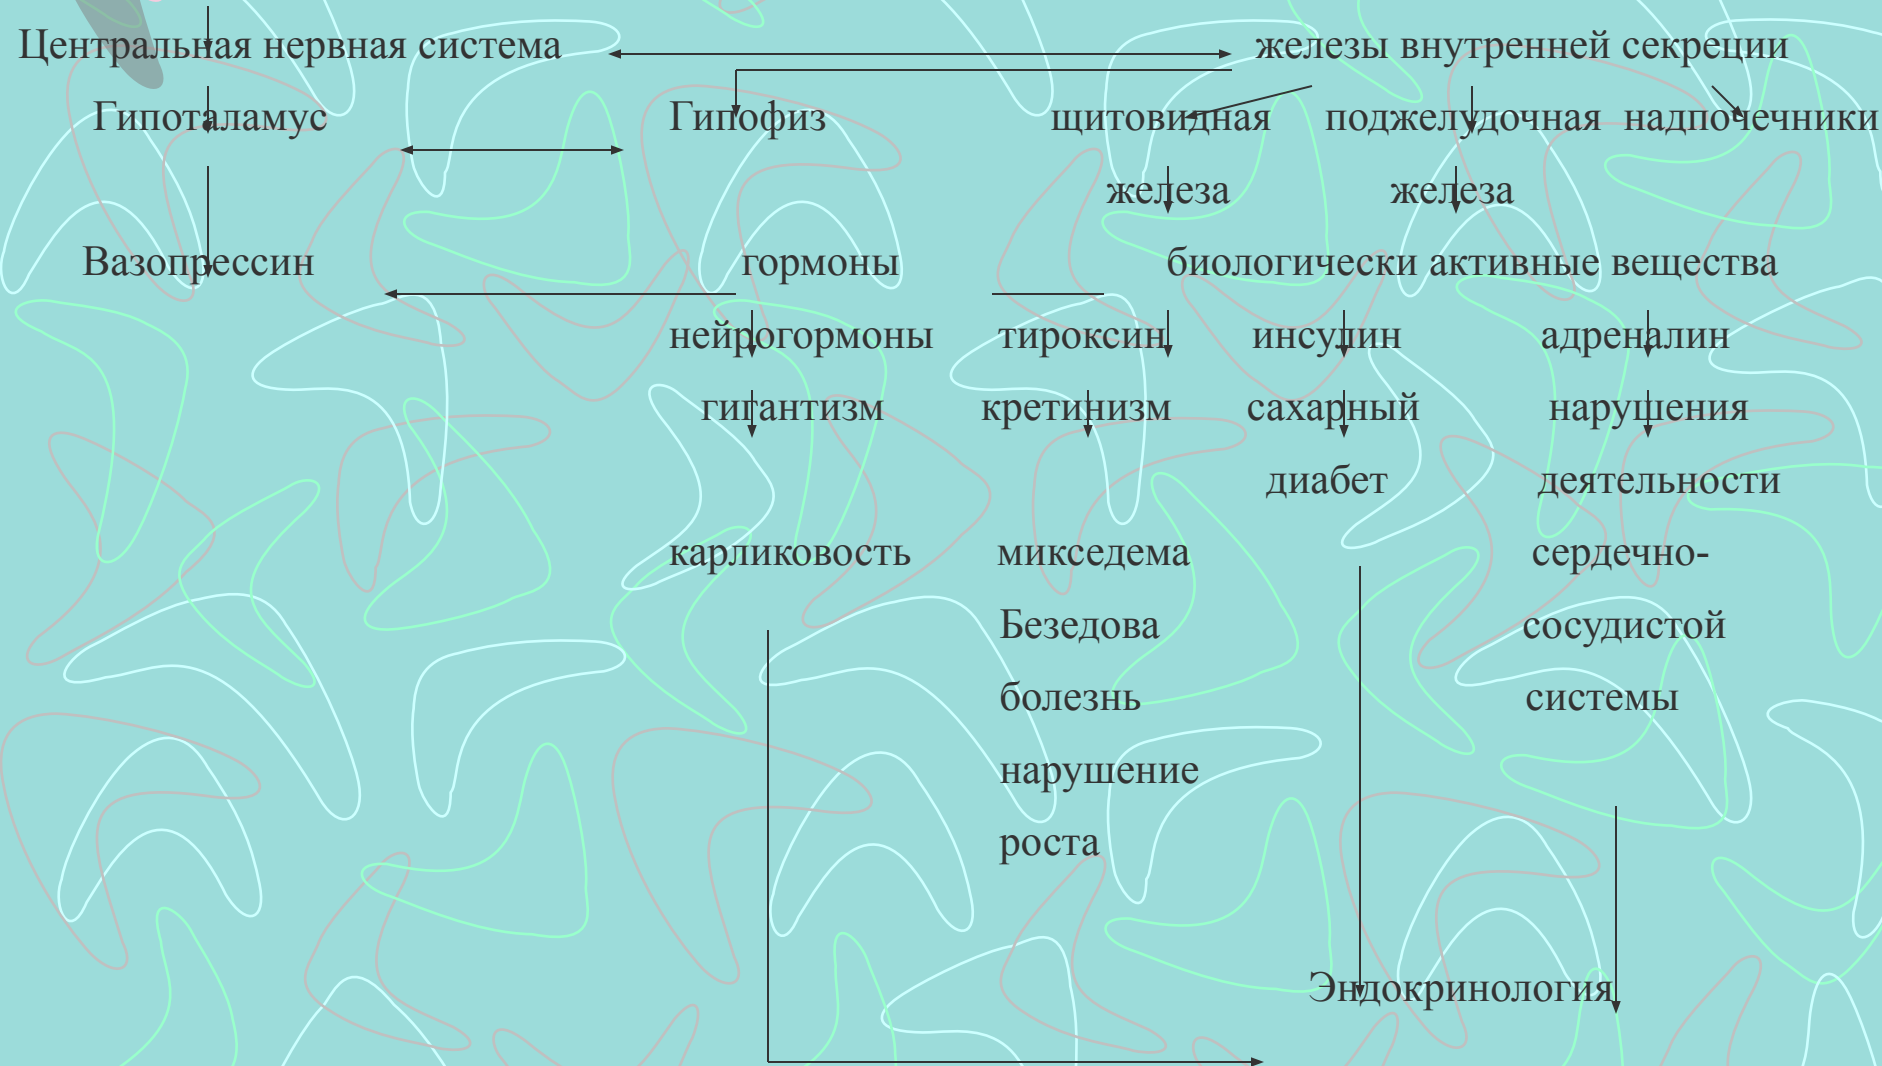 Центральная нервная система железы внутренней секреции
Гипоталамус Гипофиз щитовидная поджелудочная надпочечники
железа железа
Вазопрессин гормоны биологически активные вещества
нейрогормоны тироксин инсулин адреналин
гигантизм кретинизм сахарный нарушения
диабет деятельности
карликовость микседема сердечно-
Безедова сосудистой
болезнь системы
нарушение
роста
Эндокринология